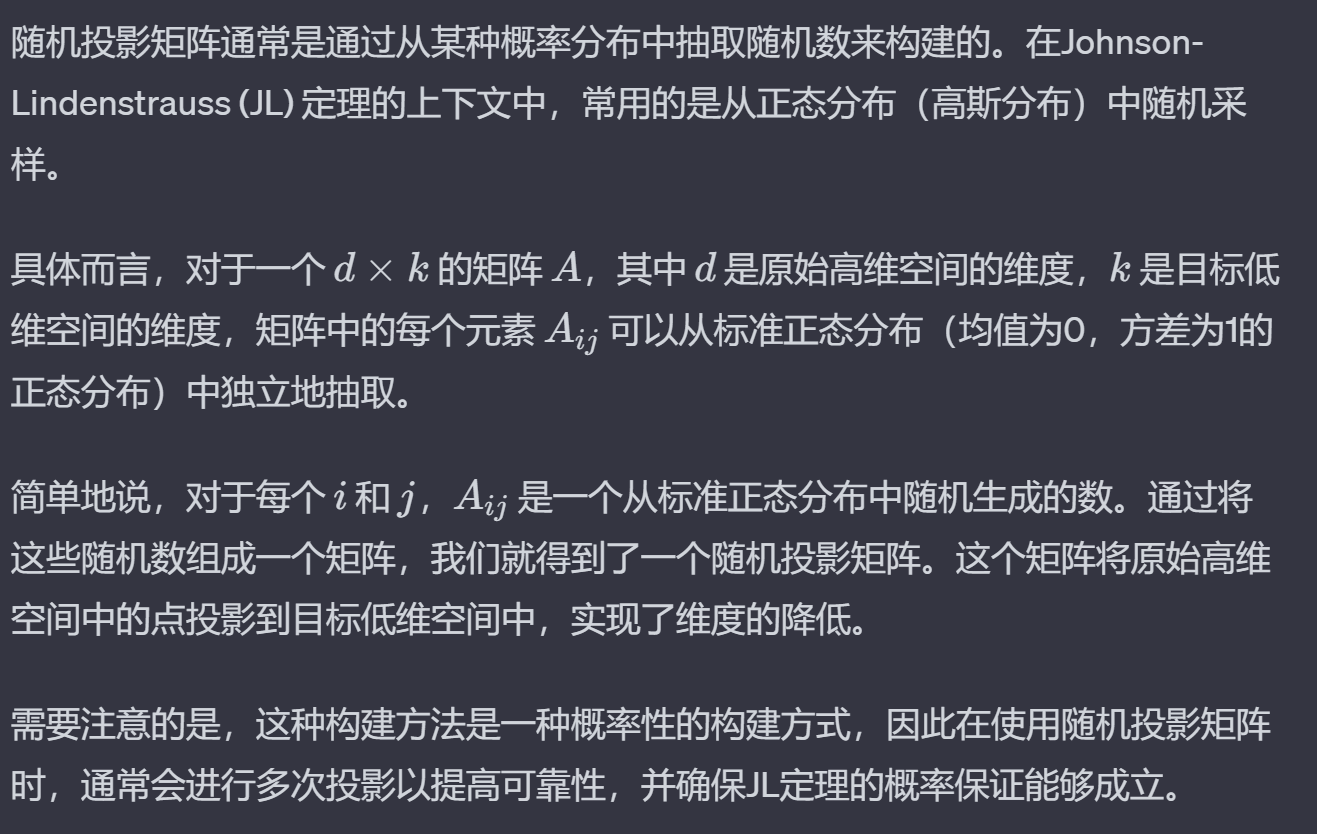 随机投影矩阵通常是通过从某种概率分布中抽取随机数来构建的。在Johnson-
Lindenstrauss (JL) 定理的上下文中，常用的是从正态分布（高斯分布）中随机采
样。
具体而言，对于一个 d × k 的矩阵 A，其中 d 是原始高维空间的维度，k 是目标低
维空间的维度，矩阵中的每个元素 A_{ij} 可以从标准正态分布（均值为0，方差为1的
正态分布）中独立地抽取。
简单地说，对于每个 i 和 j，A_{ij} 是一个从标准正态分布中随机生成的数。通过将
这些随机数组成一个矩阵，我们就得到了一个随机投影矩阵。这个矩阵将原始高维
空间中的点投影到目标低维空间中，实现了维度的降低。
需要注意的是，这种构建方法是一种概率性的构建方式，因此在使用随机投影矩阵
时，通常会进行多次投影以提高可靠性，并确保JL定理的概率保证能够成立。